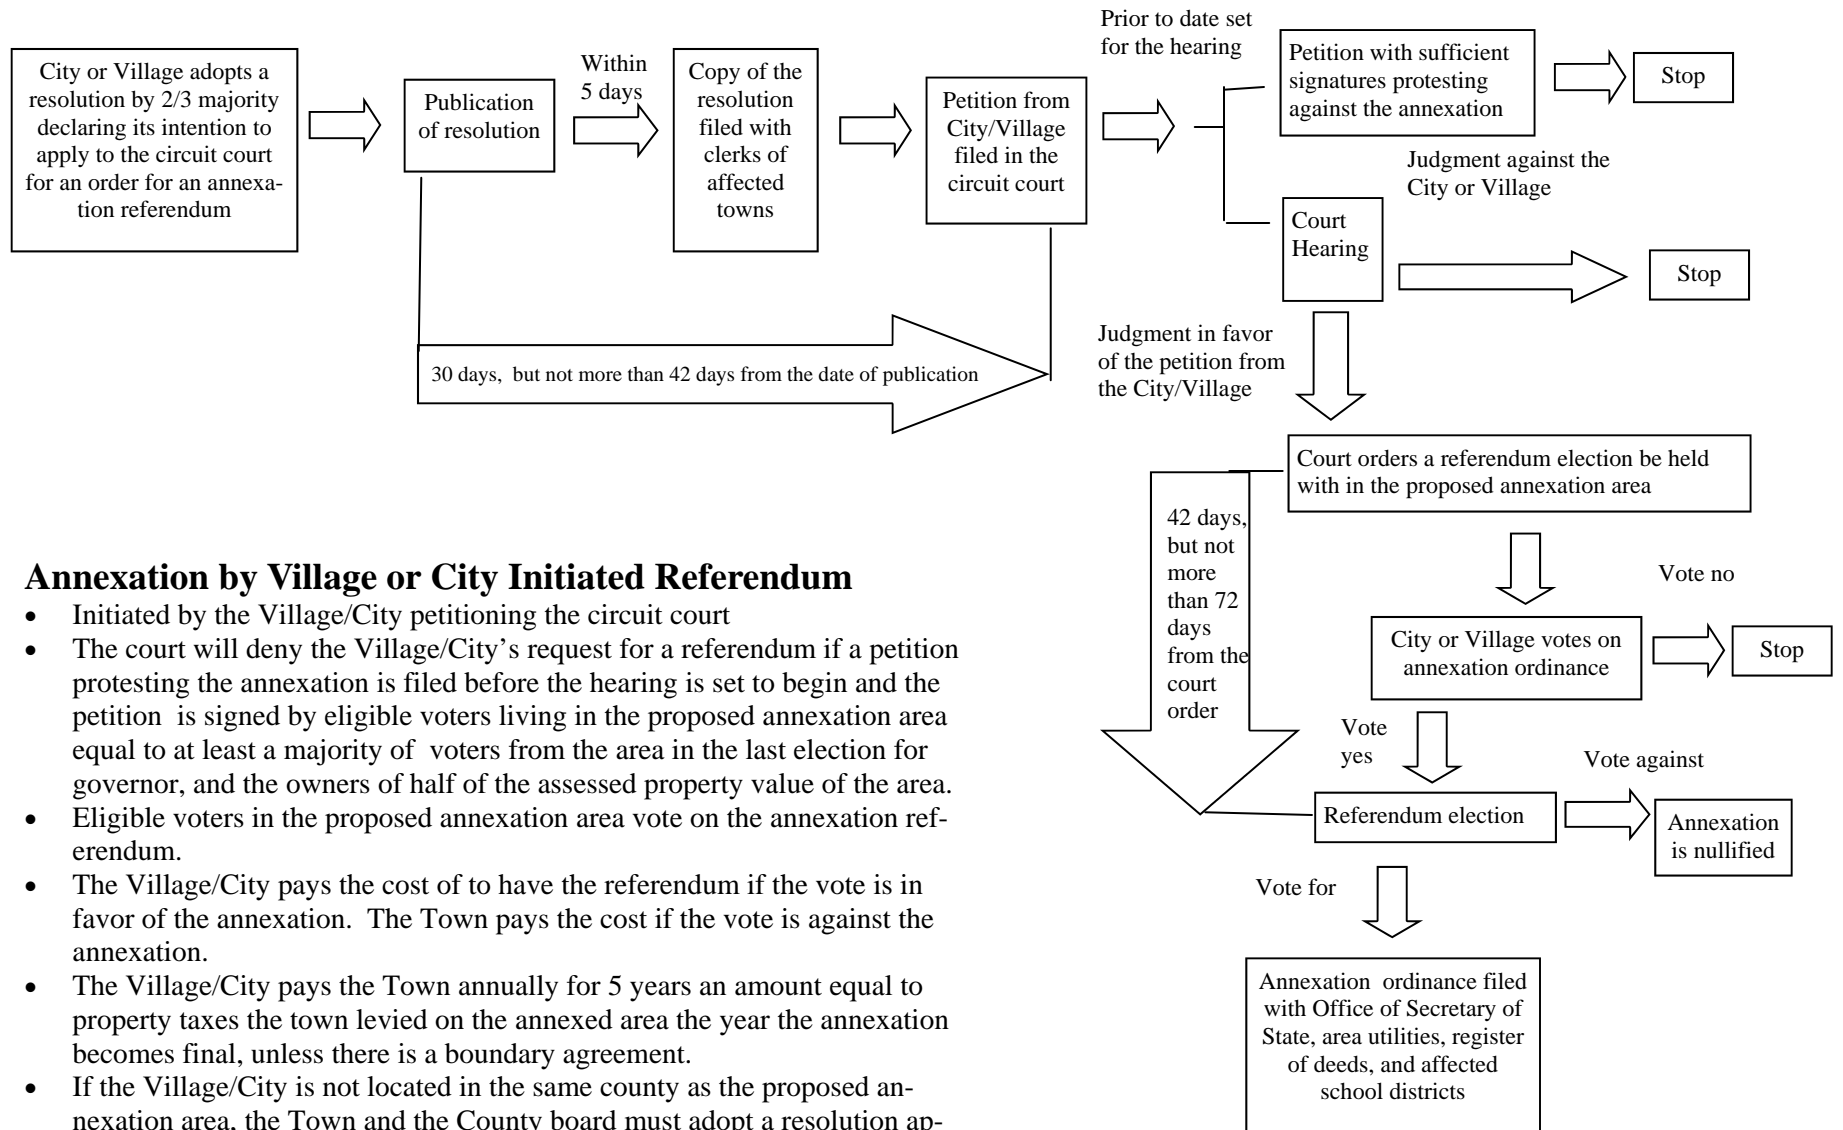 City or Village adopts a
resolution by 2/3 majority
declaring its intention to
apply to the circuit court
for an order for an annexa-
tion referendum
Publication
of resolution
Within
5 days
Copy of the
resolution
filed with
clerks of
affected
towns
Petition from
City/Village
filed in the
circuit court
Prior to date set
for the hearing
Petition with sufficient
signatures protesting
against the annexation
Stop
Judgment against the
City or Village
Court
Hearing
Stop
30 days,  but not more than 42 days from the date of publication
Judgment in favor
of the petition from
the City/Village
Court orders a referendum election be held
with in the proposed annexation area
42 days,
but not
more
than 72
days
from the
court
order
Vote no
City or Village votes on
annexation ordinance
Stop
Vote
yes
Vote against
Referendum election
Annexation
is nullified
Vote for
Annexation  ordinance filed
with Office of Secretary of
State, area utilities, register
of deeds, and affected
school districts
Annexation by Village or City Initiated Referendum
• Initiated by the Village/City petitioning the circuit court
• The court will deny the Village/City’s request for a referendum if a petition
protesting the annexation is filed before the hearing is set to begin and the
petition  is signed by eligible voters living in the proposed annexation area
equal to at least a majority of  voters from the area in the last election for
governor, and the owners of half of the assessed property value of the area.
• Eligible voters in the proposed annexation area vote on the annexation ref-
erendum.
• The Village/City pays the cost of to have the referendum if the vote is in
favor of the annexation.  The Town pays the cost if the vote is against the
annexation.
• The Village/City pays the Town annually for 5 years an amount equal to
property taxes the town levied on the annexed area the year the annexation
becomes final, unless there is a boundary agreement.
• If the Village/City is not located in the same county as the proposed an-
nexation area, the Town and the County board must adopt a resolution ap-